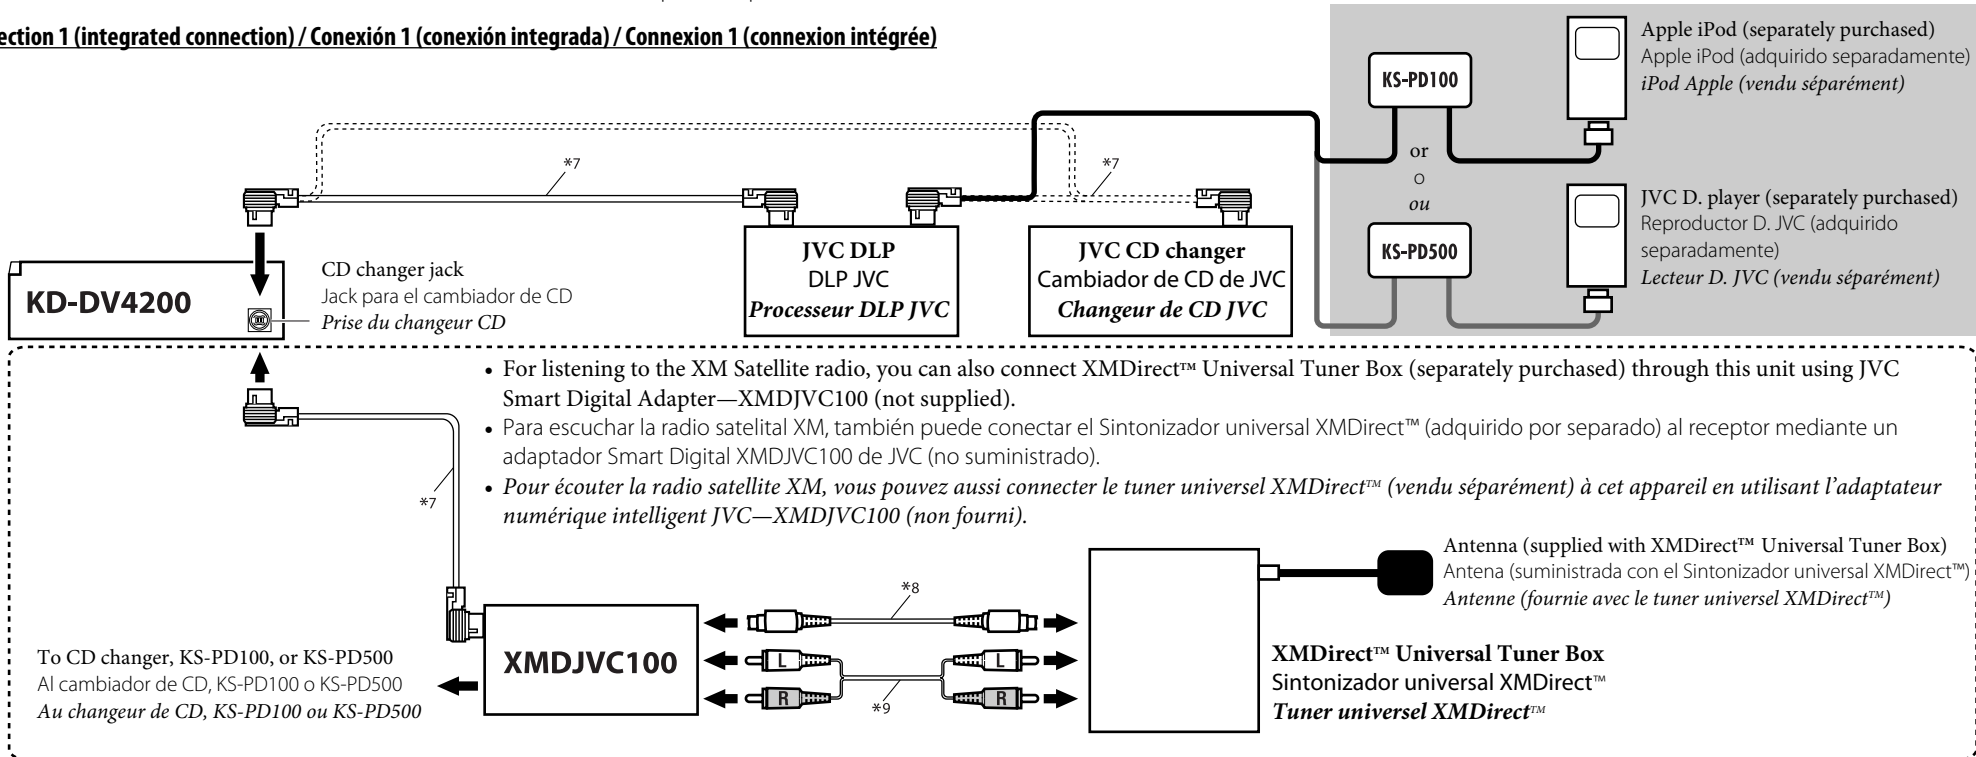 ection 1 (integrated connection) / Conexión 1 (conexión integrada) / Connexion 1 (connexion intégrée)
Apple iPod (separately purchased)
Apple iPod (adquirido separadamente)
iPod Apple (vendu séparément)
KS-PD100
*7
*7
or
o
ou
JVC D. player (separately purchased)
Reproductor D. JVC (adquirido
separadamente)
Lecteur D. JVC (vendu séparément)
KS-PD500
JVC DLP
DLP JVC
Processeur DLP JVC
JVC CD changer
Cambiador de CD de JVC
Changeur de CD JVC
KD-DV4200
CD changer jack
Jack para el cambiador de CD
Prise du changeur CD
• For listening to the XM Satellite radio, you can also connect XMDirect™ Universal Tuner Box (separately purchased) through this unit using JVC
Smart Digital Adapter—XMDJVC100 (not supplied).
• Para escuchar la radio satelital XM, también puede conectar el Sintonizador universal XMDirect™ (adquirido por separado) al receptor mediante un
adaptador Smart Digital XMDJVC100 de JVC (no suministrado).
• Pour écouter la radio satellite XM, vous pouvez aussi connecter le tuner universel XMDirect™ (vendu séparément) à cet appareil en utilisant l'adaptateur
numérique intelligent JVC—XMDJVC100 (non fourni).
*7
Antenna (supplied with XMDirect™ Universal Tuner Box)
Antena (suministrada con el Sintonizador universal XMDirect™)
Antenne (fournie avec le tuner universel XMDirect™)
*8
XMDJVC100
L
L
R
R
*9
To CD changer, KS-PD100, or KS-PD500
Al cambiador de CD, KS-PD100 o KS-PD500
Au changeur de CD, KS-PD100 ou KS-PD500
XMDirect™ Universal Tuner Box
Sintonizador universal XMDirect™
Tuner universel XMDirect™